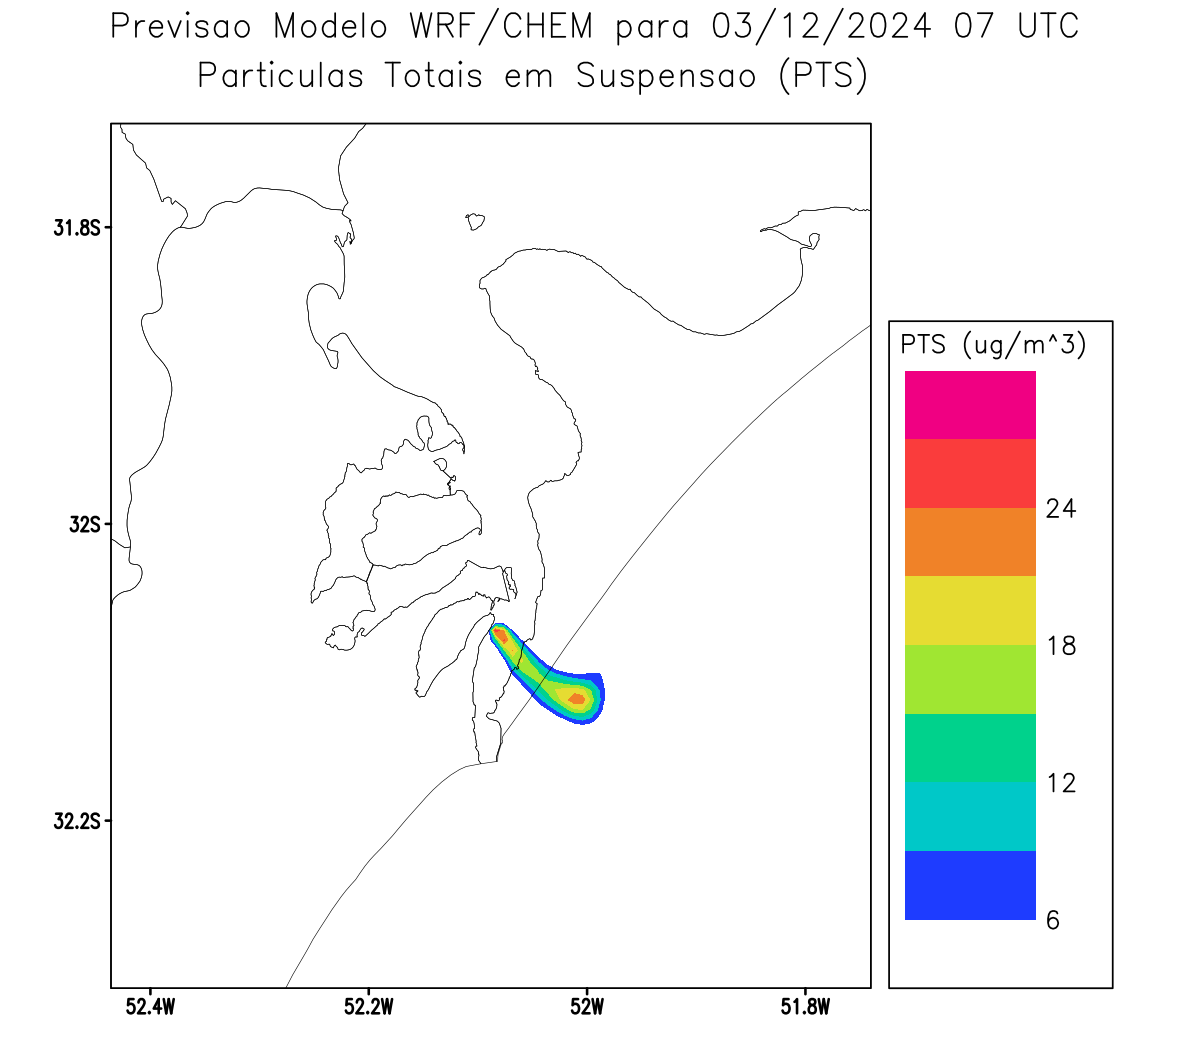 Previsao Modelo WRF/CHEM para 03/12/2024 07 UTC
Particulas Totais em Suspensao (PTS)
31.8S
32S
32.2S
52.4W
52.2W
52W
51.8W
PTS (ug/m^3)
24
18
12
6